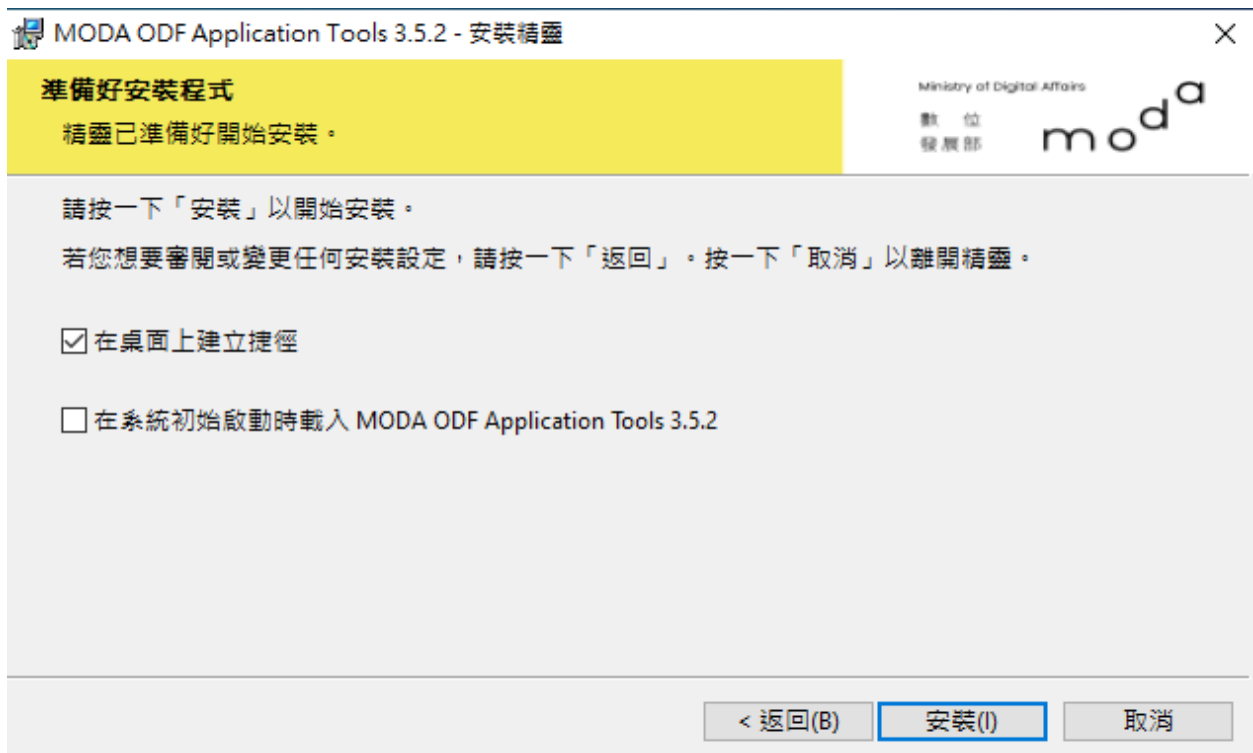 MODA ODF Application Tools 3.5.2 - 安裝精靈
準備好安裝程式
精靈已準備好開始安裝。
Ministry of Digital Affairs
數位
發展部
moda
請按一下「安裝」以開始安裝。
若您想要審閱或變更任何安裝設定，請按一下「返回」。按一下「取消」以離開精靈。
在桌面上建立捷徑
在系統初始啟動時載入 MODA ODF Application Tools 3.5.2
< 返回(B)
安裝(I)
取消